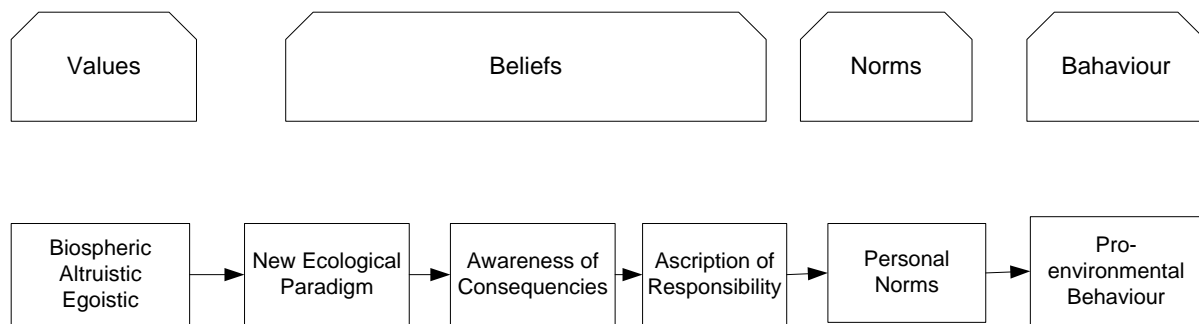 Values
Beliefs
Norms
Bahaviour
Biospheric
Altruistic
Egoistic
New Ecological
Paradigm
Awareness of
Consequencies
Ascription of
Responsibility
Personal
Norms
Pro-
environmental
Behaviour